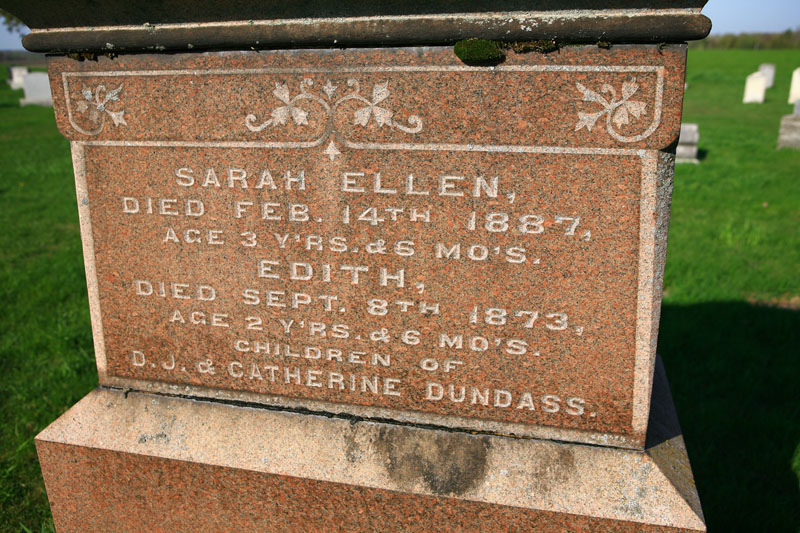 SARAH ELLEN,
DIED FEB. 14TH 1887,
AGE 3 Y'RS. & 5 MO'S.
EDITH,
DIED SEPT. 8TH 1873,
AGE 2 Y'RS. & 6 MO'S.
CHILDREN OF
D. J. & CATHERINE DUNDASS.